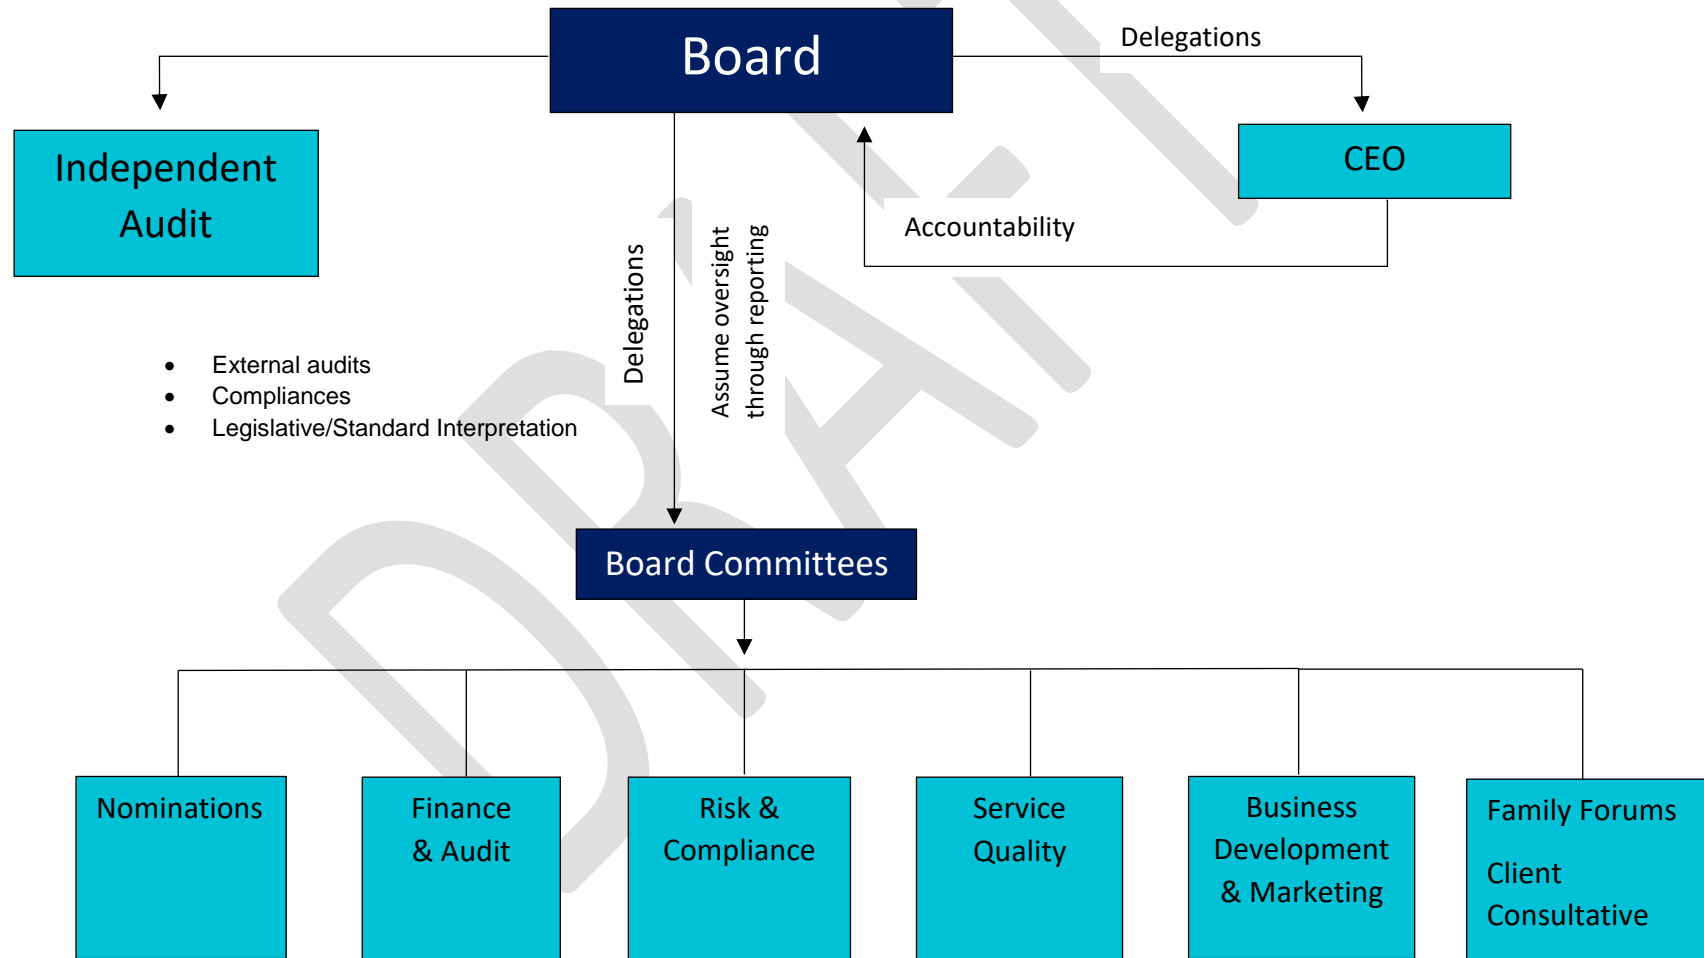 Board
Delegations
Independent
Audit
CEO
Accountability
Delegations
Assume oversight
through reporting
• External audits
• Compliances
• Legislative/Standard Interpretation
Board Committees
Nominations
Finance
& Audit
Risk &
Compliance
Service
Quality
Business
Development
& Marketing
Family Forums
Client
Consultative
DRAFT